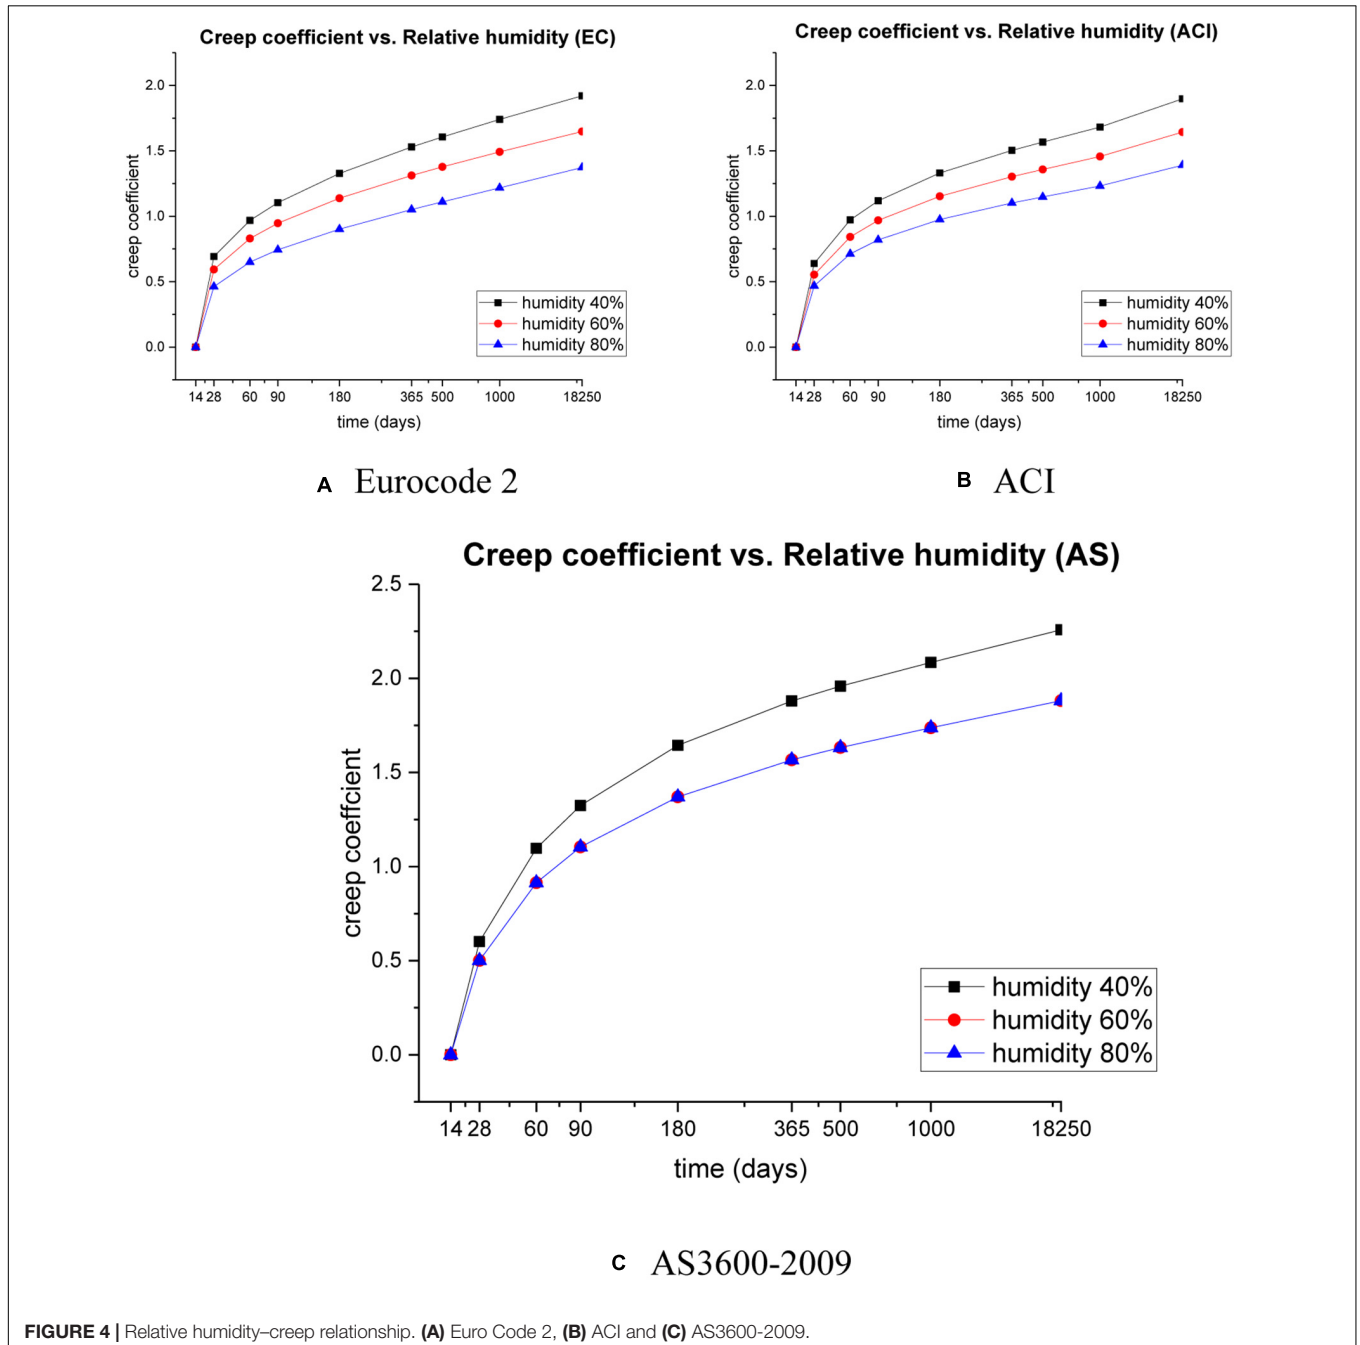 Creep coefficient vs. Relative humidity (EC)
creep coefficient
2.0
1.5
1.0
0.5
0.0
humidity 40%
humidity 60%
humidity 80%
14 28 60 90 180 365 500 1000 18250
time (days)
A Eurocode 2
Creep coefficient vs. Relative humidity (ACI)
creep coefficient
2.0
1.5
1.0
0.5
0.0
humidity 40%
humidity 60%
humidity 80%
14 28 60 90 180 365 500 1000 18250
time (days)
B ACI
Creep coefficient vs. Relative humidity (AS)
creep coeffcient
2.5
2.0
1.5
1.0
0.5
0.0
humidity 40%
humidity 60%
humidity 80%
14 28 60 90 180 365 500 1000 18250
time (days)
C AS3600-2009
FIGURE 4 | Relative humidity–creep relationship. (A) Euro Code 2, (B) ACI and (C) AS3600-2009.